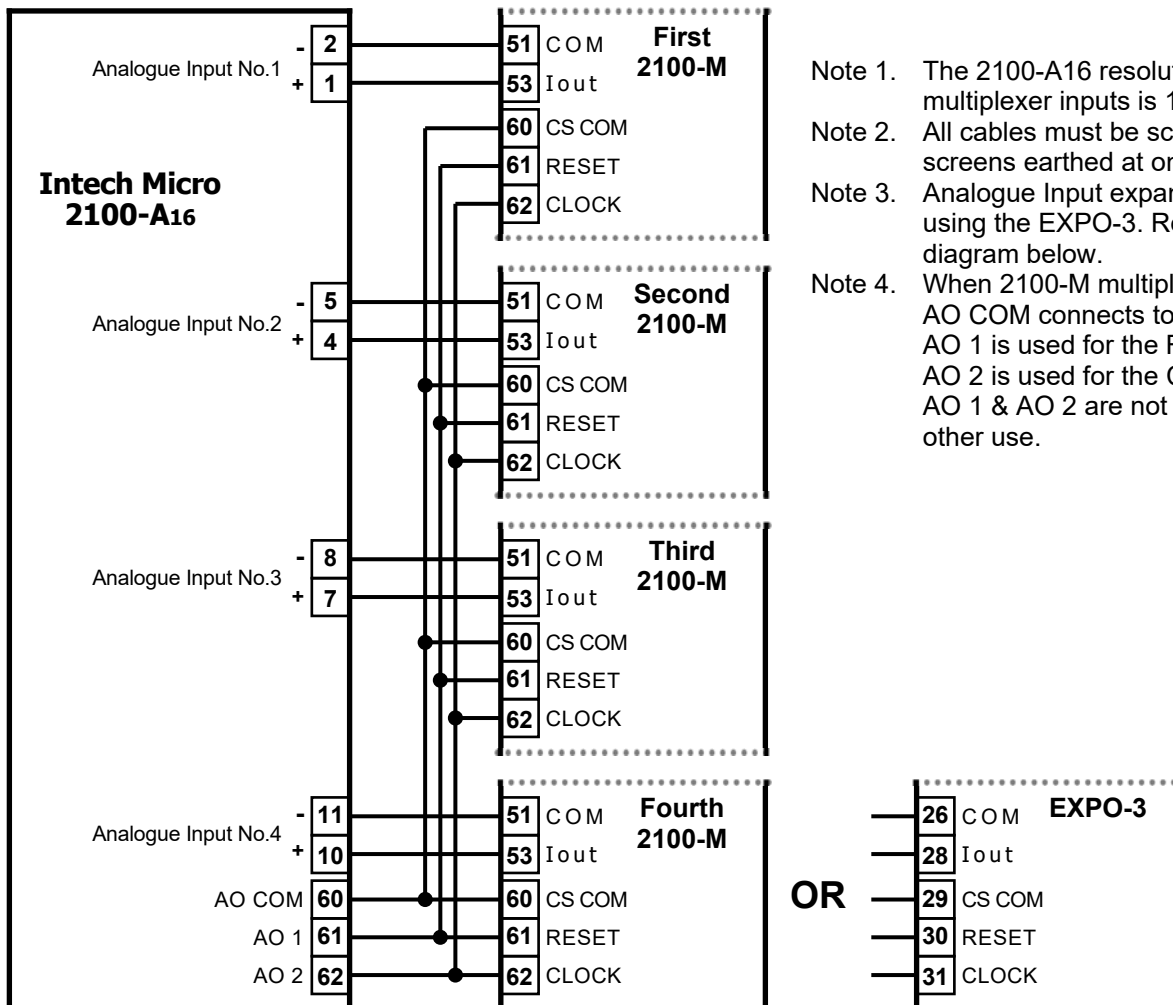 - 2 51 COM First
Analogue Input No.1 2100-M
+ 1 53 Iout
60 CS COM
61 RESET
62 CLOCK
Intech Micro
2100-A16
- 5 51 COM Second
Analogue Input No.2 2100-M
+ 4 53 Iout
60 CS COM
61 RESET
62 CLOCK
- 8 51 COM Third
Analogue Input No.3 2100-M
+ 7 53 Iout
60 CS COM
61 RESET
62 CLOCK
- 11 51 COM Fourth
Analogue Input No.4 2100-M
+ 10 53 Iout
AO COM 60 60 CS COM
AO 1 61 61 RESET
AO 2 62 62 CLOCK
OR
26 COM EXPO-3
28 Iout
29 CS COM
30 RESET
31 CLOCK
Note 1. The 2100-A16
multiplexer inputs is
Note 2. All cables must be
screens earthed at
Note 3. Analogue Input
using the EXPO-3.
diagram below.
Note 4. When 2100-M
AO COM connects to
AO 1 is used for the
AO 2 is used for the
AO 1 & AO 2 are not
other use.